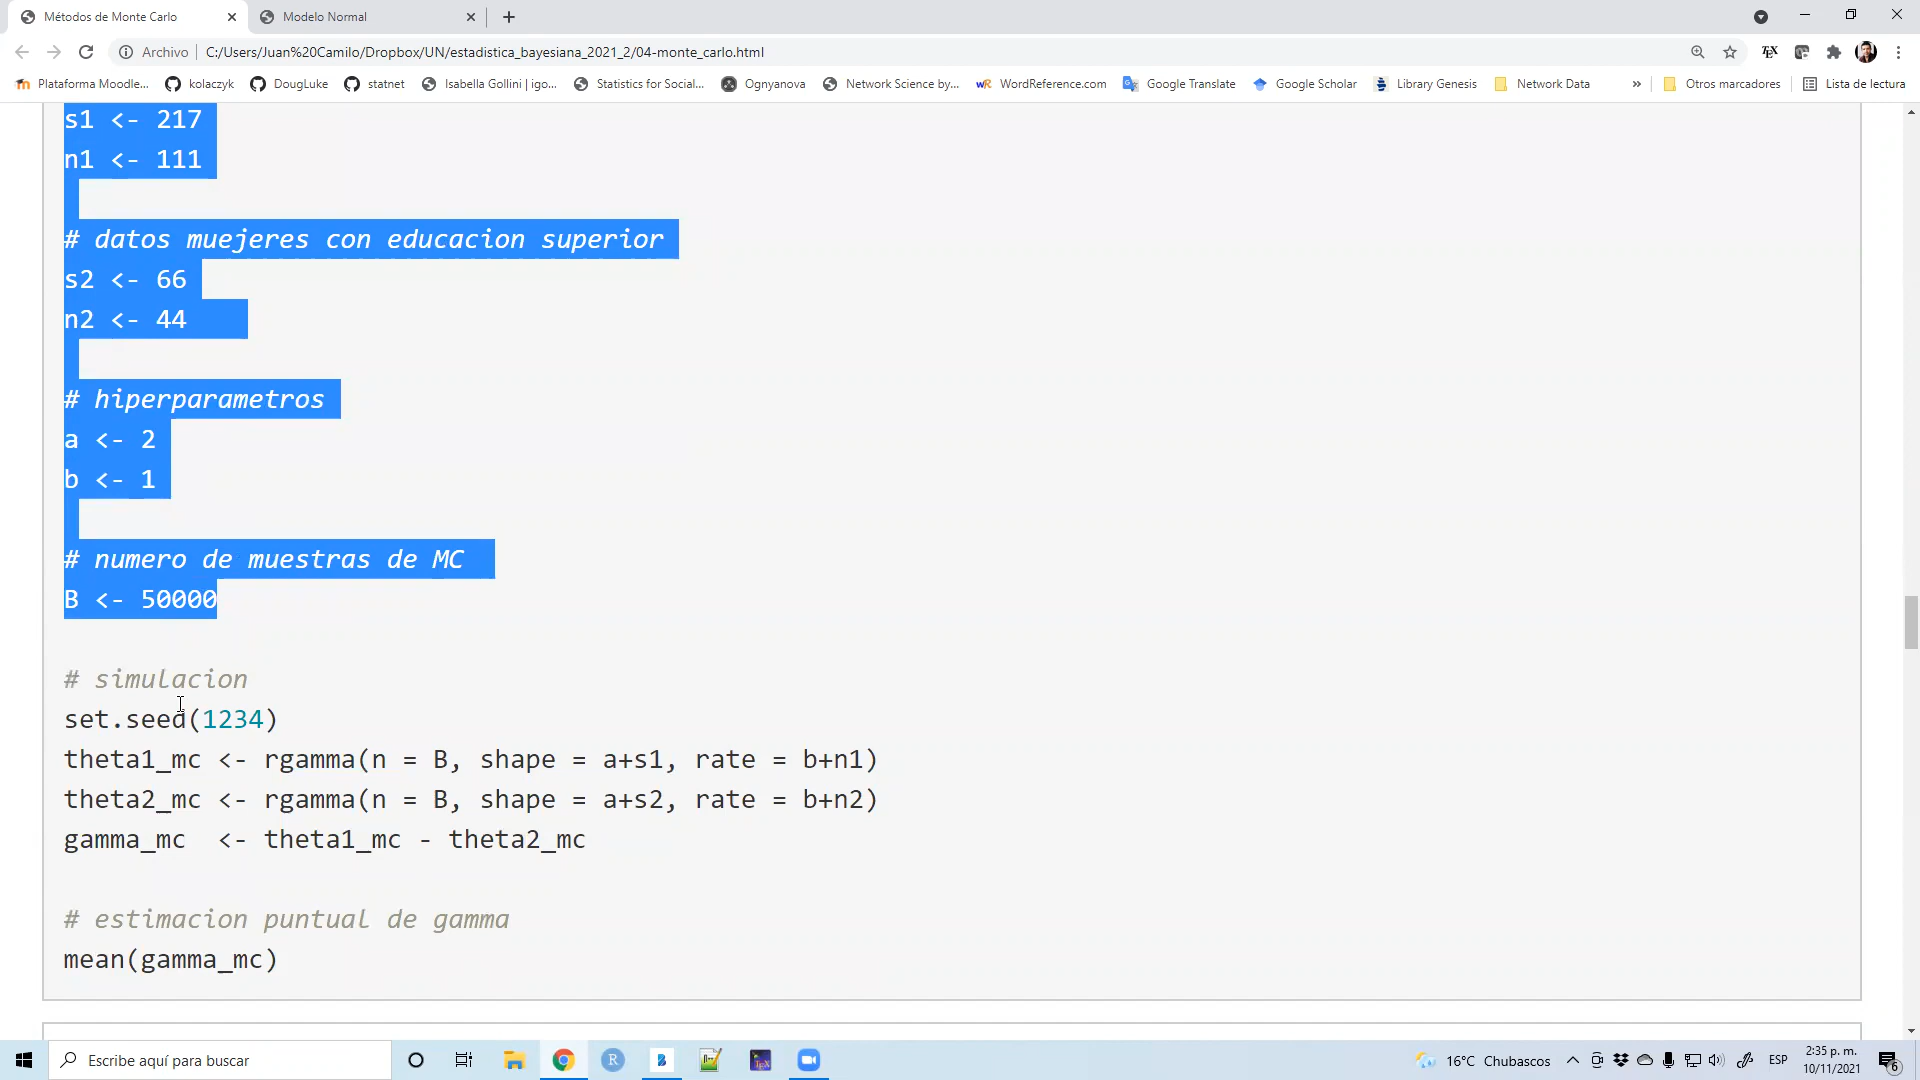 Métodos de Monte Carlo
Modelo Normal
Archivo
C:/Users/Juan%20Camilo/Dropbox/UN/estadistica_bayesiana_2021_2/04-monte_carlo.html
Plataforma Moodle...
kolaczyk
DougLuke
statnet
Isabella Gollini | igo...
Statistics for Social...
Ognyanova
Network Science by...
WordReference.com
Google Translate
Google Scholar
Library Genesis
Network Data
»
Otros marcadores
Lista de lectura
s1 <- 217
n1 <- 111
# datos muejeres con educacion superior
s2 <- 66
n2 <- 44
# hiperparametros
a <- 2
b <- 1
# numero de muestras de MC
B <- 50000
# simulacion
set.seed(1234)
theta1_mc <- rgamma(n = B, shape = a+s1, rate = b+n1)
theta2_mc <- rgamma(n = B, shape = a+s2, rate = b+n2)
gamma_mc  <- theta1_mc - theta2_mc
# estimacion puntual de gamma
mean(gamma_mc)
Escribe aquí para buscar
16°C Chubascos
ESP
2:35 p. m.
10/11/2021
6